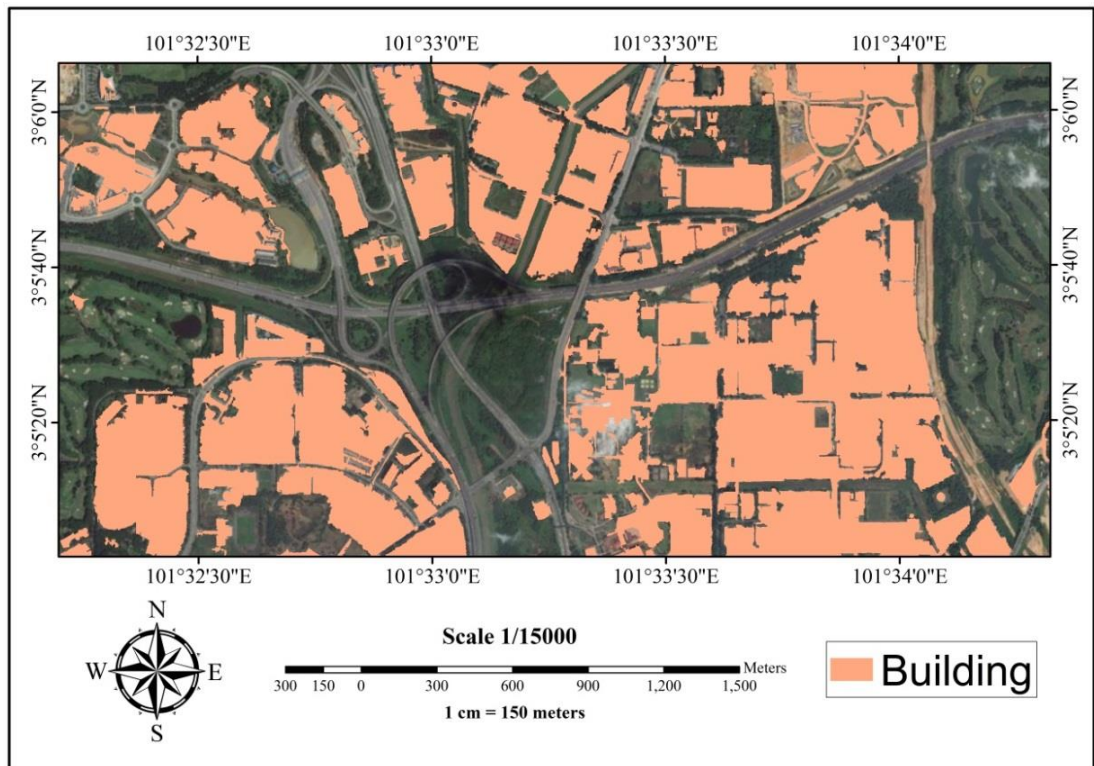 101°32'30"E 101°33'0"E 101°33'30"E 101°34'0"E
3°6'0"N 3°6'0"N
3°5'40"N 3°5'40"N
3°5'20"N 3°5'20"N
101°32'30"E 101°33'0"E 101°33'30"E 101°34'0"E
N
W E
S
Scale 1/15000
Meters
300 150 0 300 600 900 1,200 1,500
1 cm = 150 meters
Building